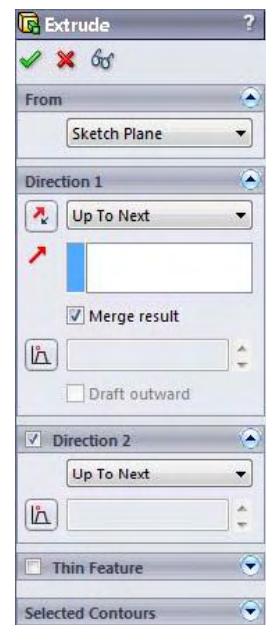 Extrude ?
From
Sketch Plane
Direction 1
Up To Next
Merge result
Draft outward
Direction 2
Up To Next
Thin Feature
Selected Contours